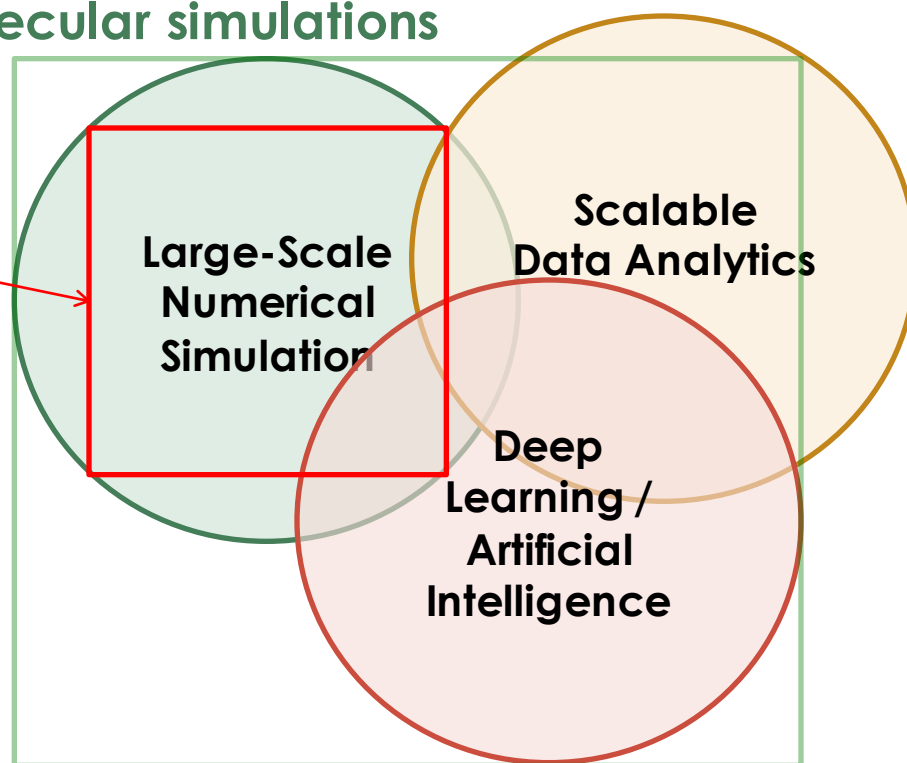 ecular simulations
Scalable
Data Analytics
Large-Scale
Numerical
Simulation
Deep
Learning /
Artificial
Intelligence